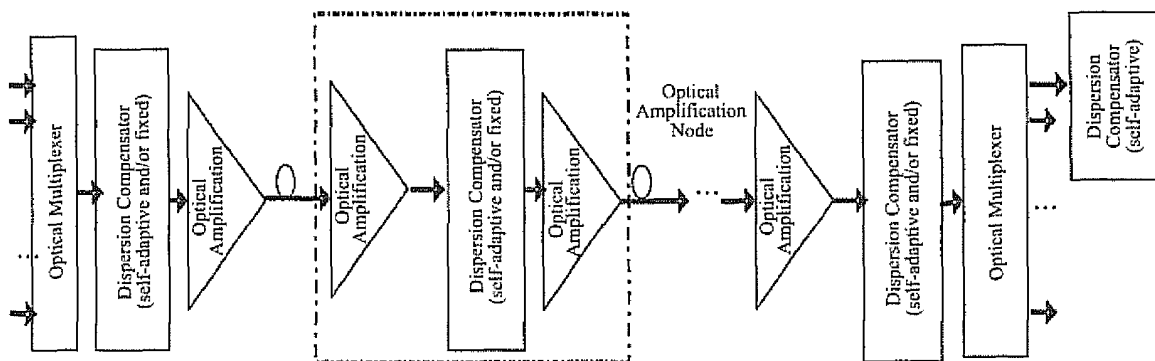 Optical Multiplexer
Dispersion Compensator
(self-adaptive and/or fixed)
Optical
Amplification
Optical
Amplification
Dispersion Compensator
(self-adaptive and/or fixed)
Optical
Amplification
Optical
Amplification
Node
...
Optical
Amplification
Dispersion Compensator
(self-adaptive and/or fixed)
Optical Multiplexer
Dispersion
Compensator
(self-adaptive)
...
...